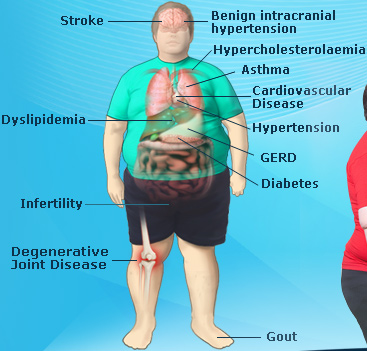 Stroke
Benign intracranial
hypertension
Hypercholesterolaemia
Asthma
Cardiovascular
Disease
Dyslipidemia
Hypertension
GERD
Diabetes
Infertility
Degenerative
Joint Disease
Gout